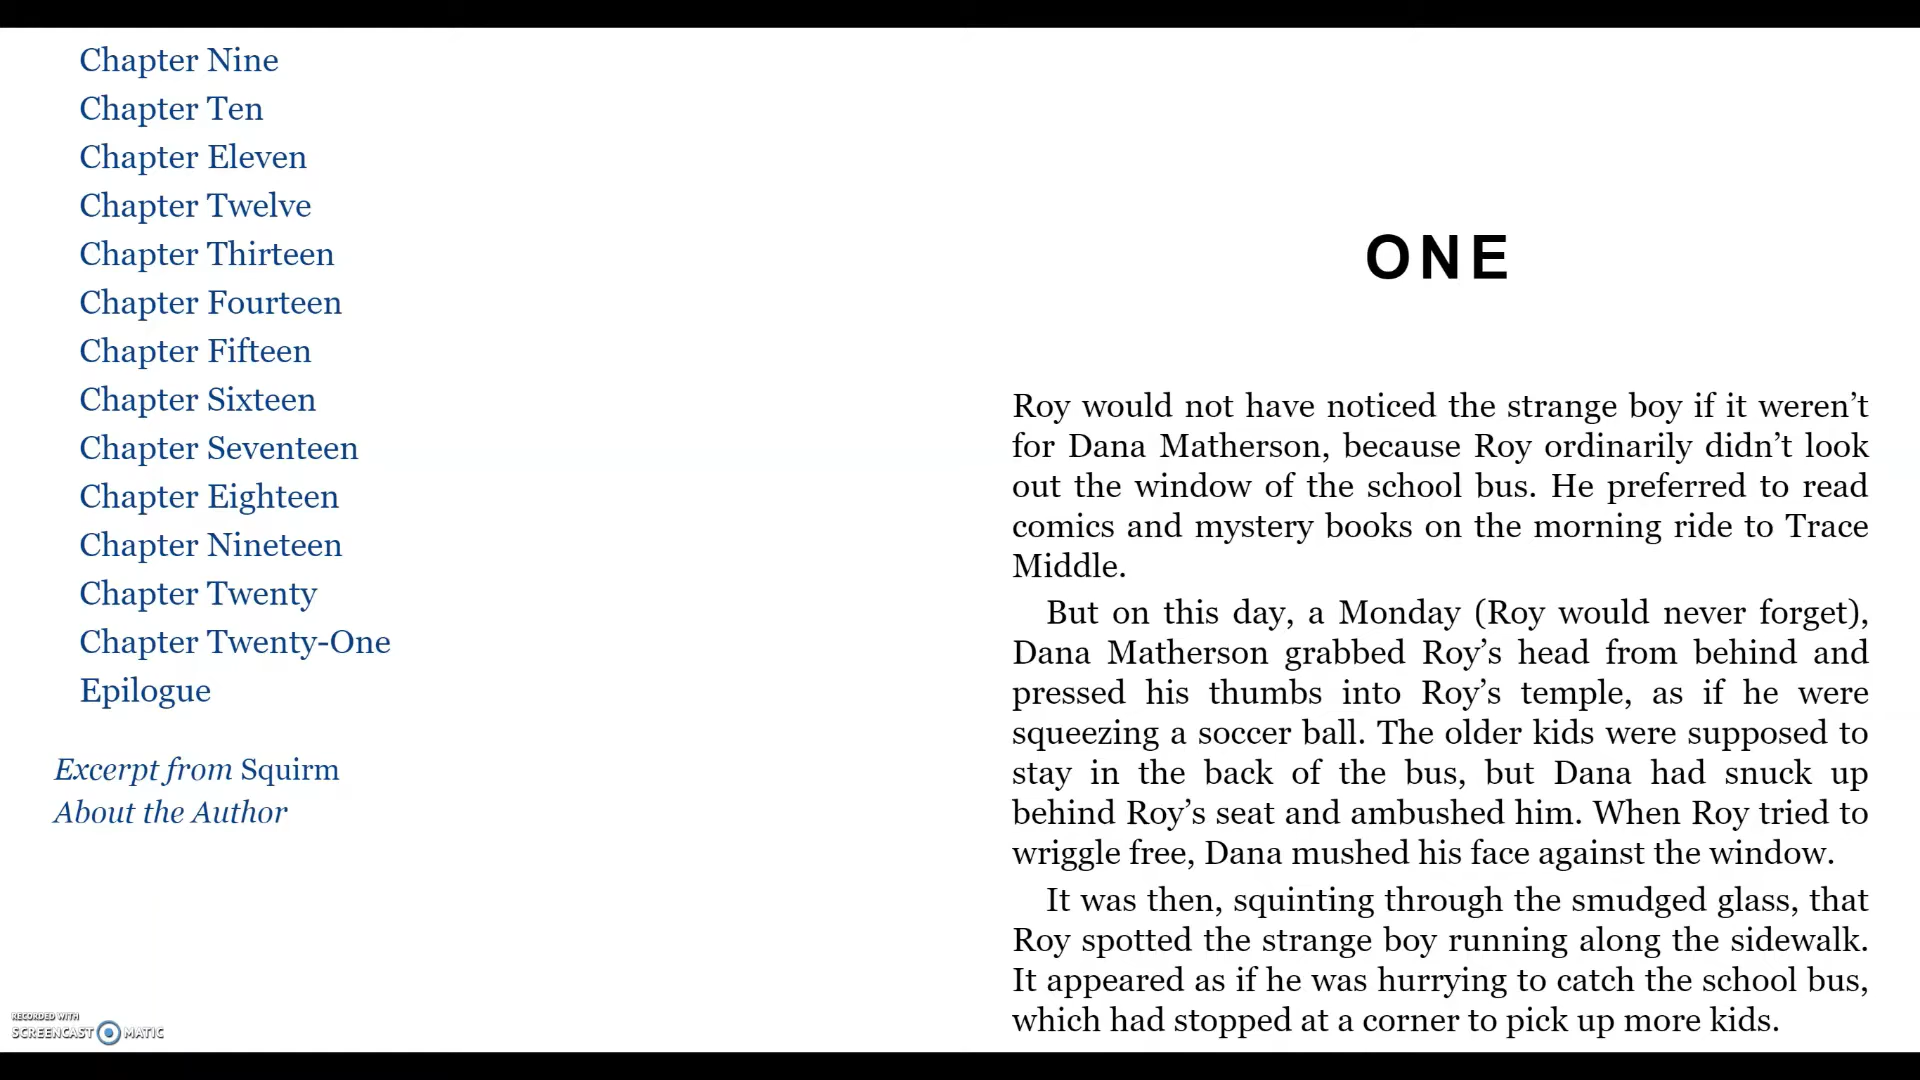 Chapter Nine
Chapter Ten
Chapter Eleven
Chapter Twelve
Chapter Thirteen
Chapter Fourteen
Chapter Fifteen
Chapter Sixteen
Chapter Seventeen
Chapter Eighteen
Chapter Nineteen
Chapter Twenty
Chapter Twenty-One
Epilogue
Excerpt from Squirm
About the Author
RECORDED WITH
SCREENCAST MATIC
ONE
Roy would not have noticed the strange boy if it weren’t
for Dana Matherson, because Roy ordinarily didn’t look
out the window of the school bus. He preferred to read
comics and mystery books on the morning ride to Trace
Middle.
But on this day, a Monday (Roy would never forget),
Dana Matherson grabbed Roy’s head from behind and
pressed his thumbs into Roy’s temple, as if he were
squeezing a soccer ball. The older kids were supposed to
stay in the back of the bus, but Dana had snuck up
behind Roy’s seat and ambushed him. When Roy tried to
wriggle free, Dana mushed his face against the window.
It was then, squinting through the smudged glass, that
Roy spotted the strange boy running along the sidewalk.
It appeared as if he was hurrying to catch the school bus,
which had stopped at a corner to pick up more kids.